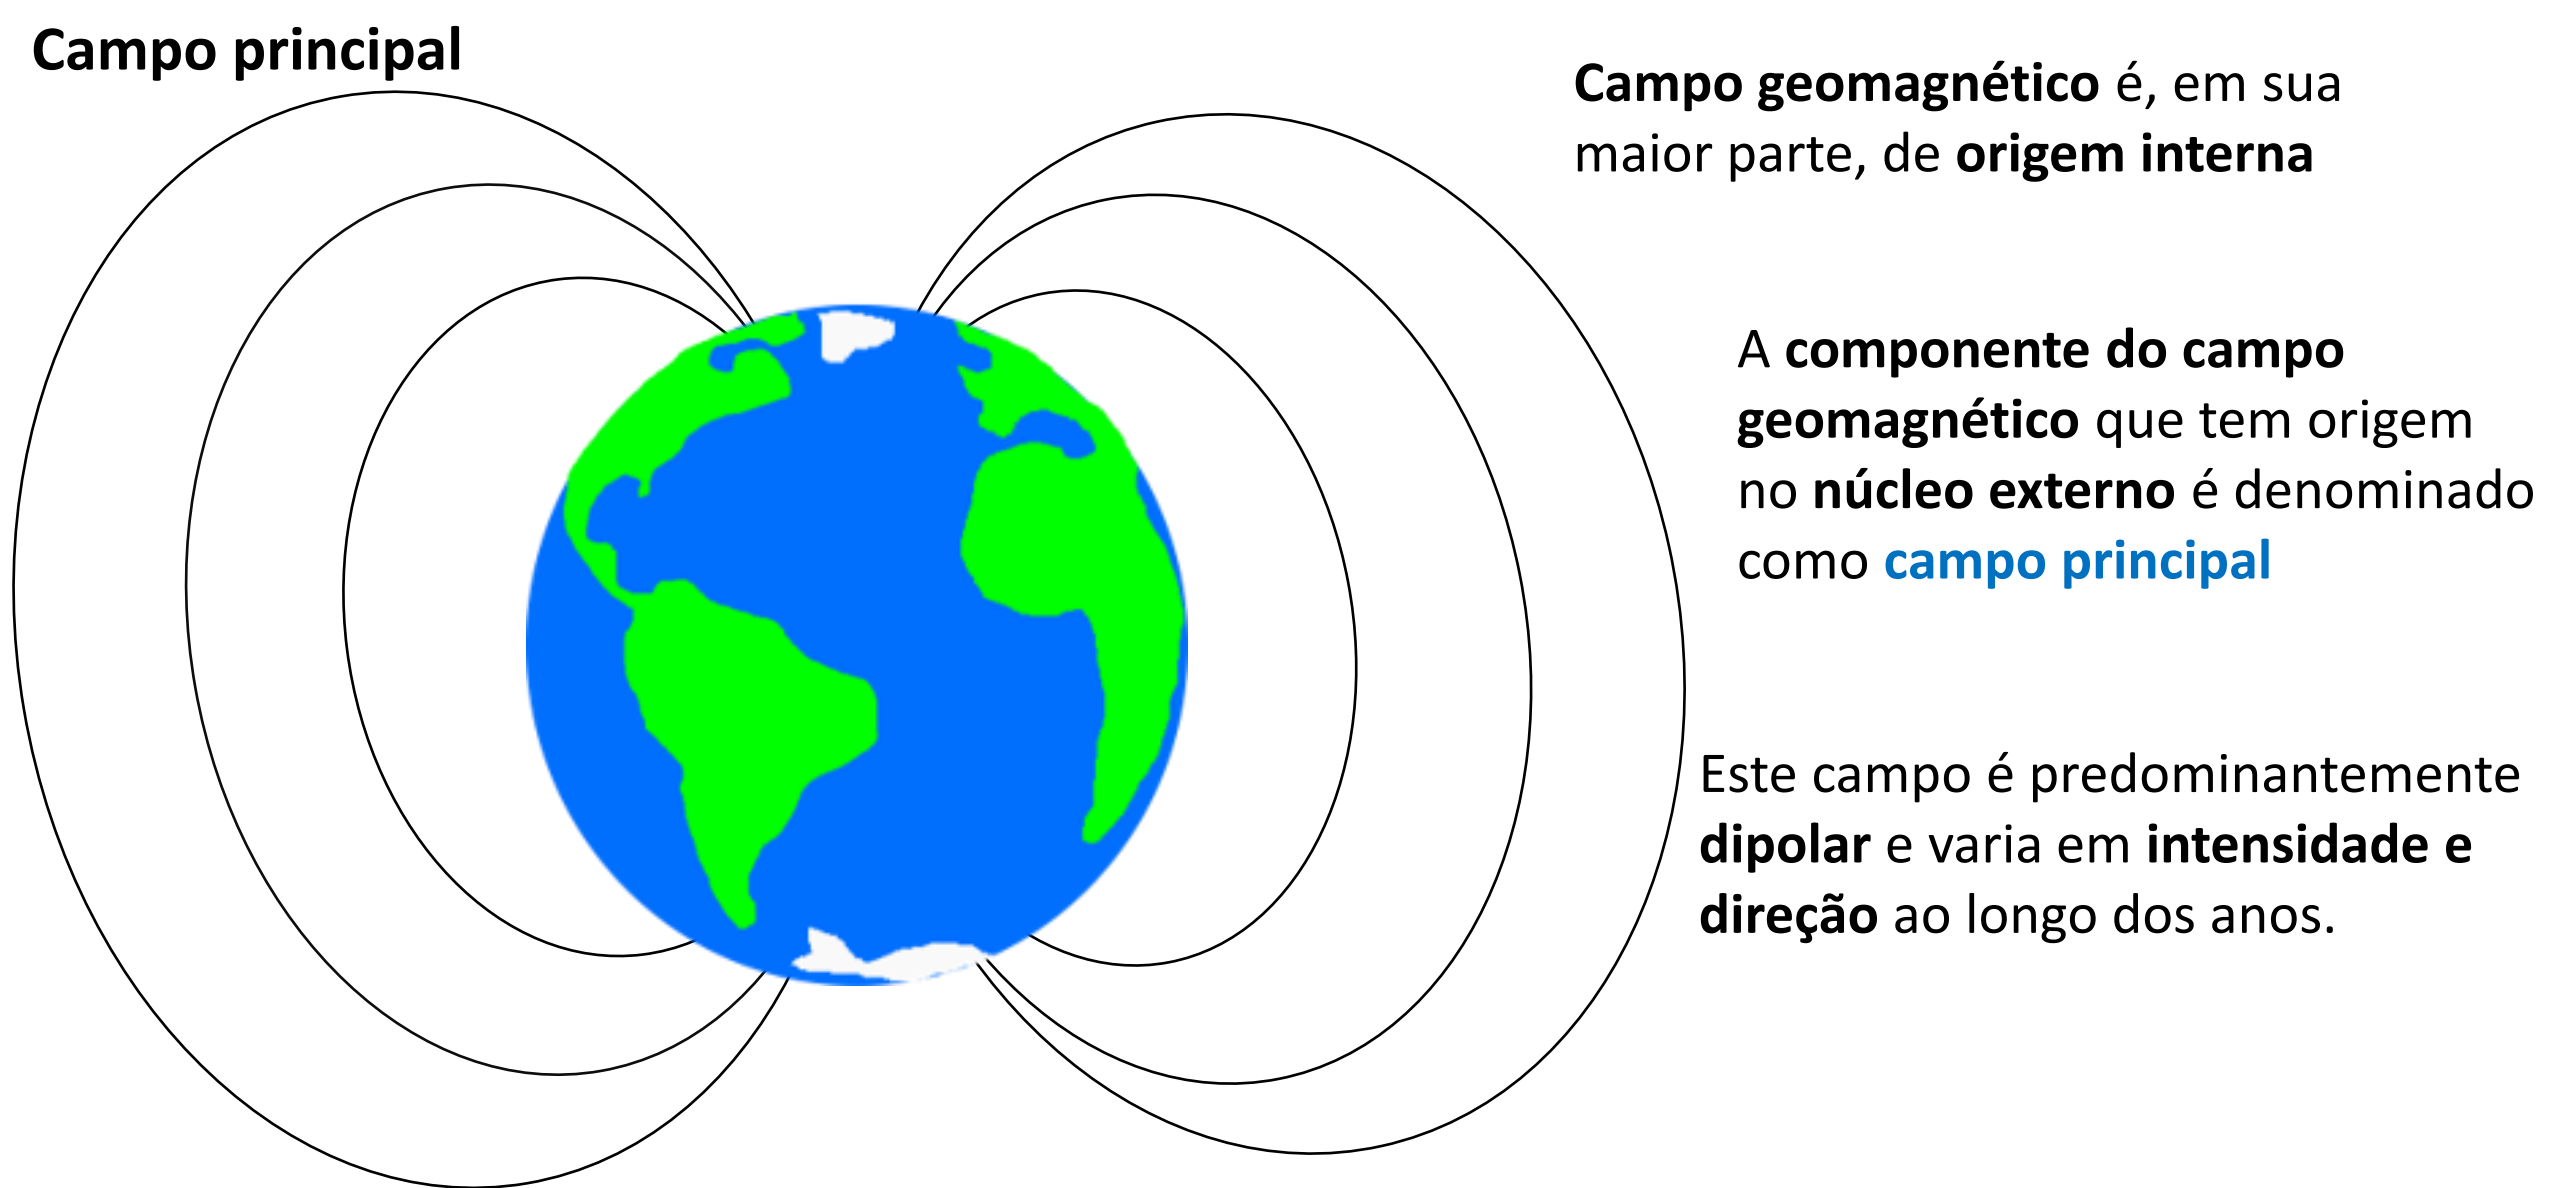 Campo principal
Campo geomagnético é, em sua
maior parte, de origem interna
A componente do campo
geomagnético que tem origem
no núcleo externo é denominado
como campo principal
Este campo é predominantemente
dipolar e varia em intensidade e
direção ao longo dos anos.